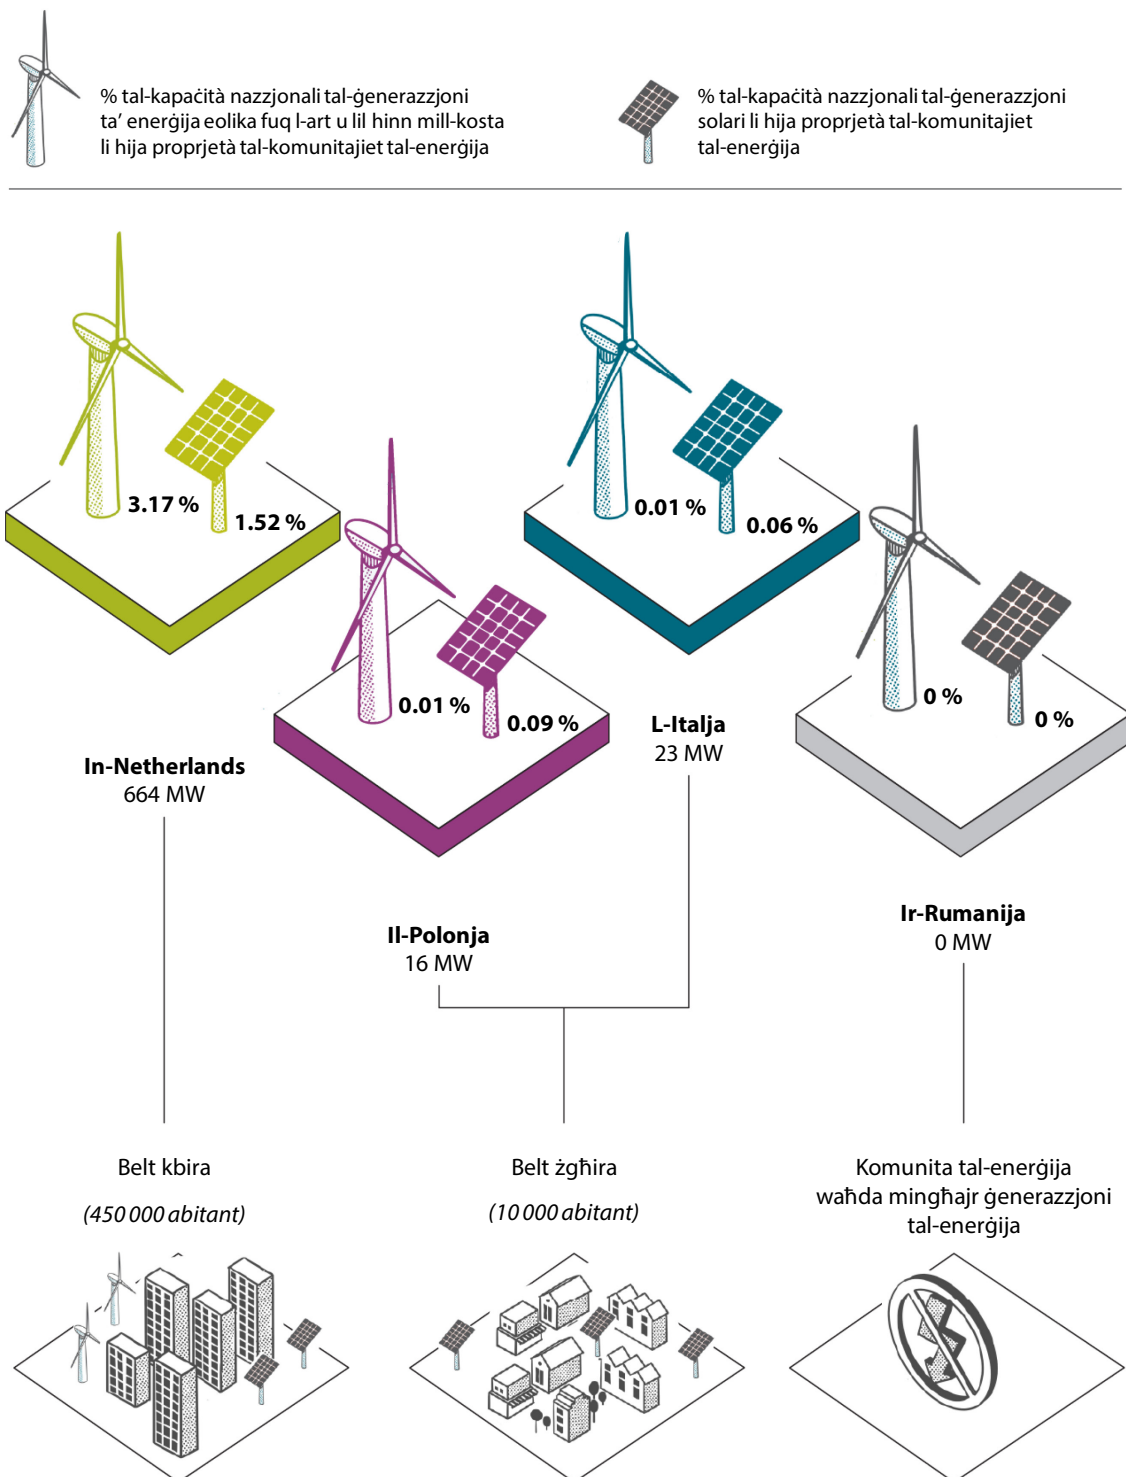 % tal-kapaċità nazzjonali tal-ġenerazzjoni
ta' enerġija eolika fuq l-art u lil hinn mill-kosta
li hija proprjetà tal-komunitajiet tal-enerġija
% tal-kapaċità nazzjonali tal-ġenerazzjoni
solari li hija proprjetà tal-komunitajiet
tal-enerġija
3.17 %
1.52 %
0.01 %
0.06 %
0.01 %
0.09 %
0 %
0 %
In-Netherlands
664 MW
L-Italja
23 MW
Il-Polonja
16 MW
Ir-Rumanija
0 MW
Belt kbira
(450 000 abitant)
Belt żgħira
(10 000 abitant)
Komunita tal-enerġija
waħda mingħajr ġenerazzjoni
tal-enerġija